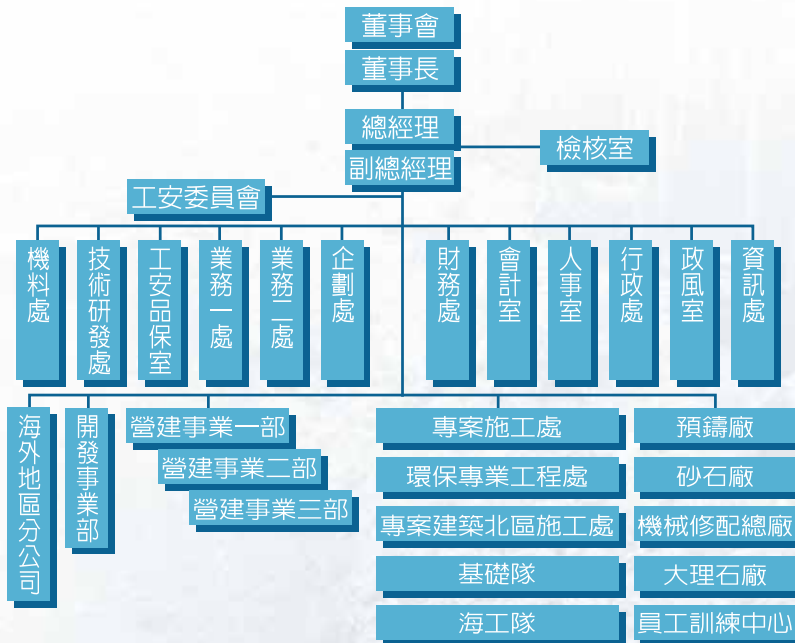 董事會
董事長
總經理
副總經理
檢核室
工安委員會
機料處
技術研發處
工安品保室
業務一處
業務二處
企劃處
財務處
會計室
人事室
行政處
政風室
資訊處
海外地區分公司
開發事業部
營建事業一部
營建事業二部
營建事業三部
專案施工處
環保專業工程處
專案建築北區施工處
基礎隊
海工隊
預鑄廠
砂石廠
機械修配總廠
大理石廠
員工訓練中心